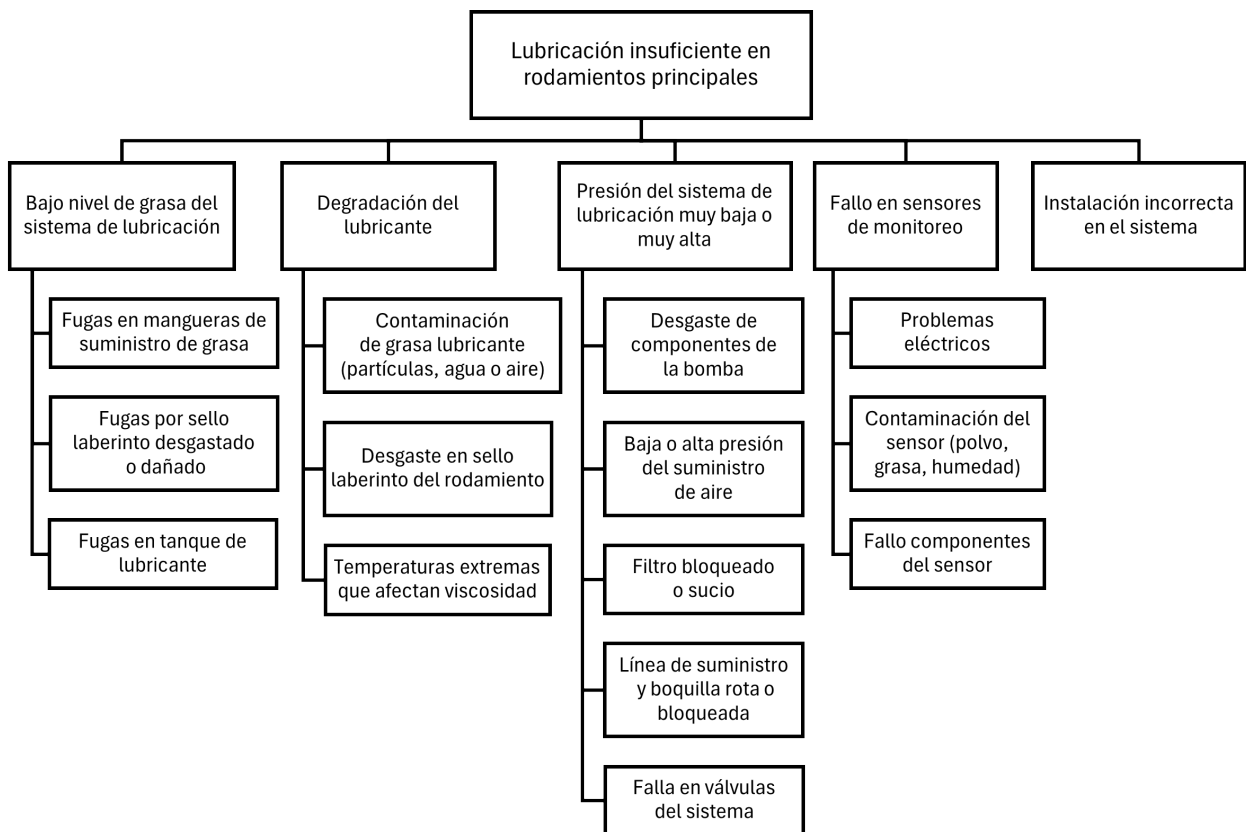 Lubricación insuficiente en
rodamientos principales
Bajo nivel de grasa del
sistema de lubricación
Degradación del
lubricante
Presión del sistema de
lubricación muy baja o
muy alta
Fallo en sensores
de monitoreo
Instalación incorrecta
en el sistema
Fugas en mangueras de
suministro de grasa
Fugas por sello
laberinto desgastado
o dañado
Fugas en tanque de
lubricante
Contaminación
de grasa lubricante
(partículas, agua o aire)
Desgaste en sello
laberinto del rodamiento
Temperaturas extremas
que afectan viscosidad
Desgaste de
componentes de
la bomba
Baja o alta presión
del suministro
de aire
Filtro bloqueado
o sucio
Línea de suministro
y boquilla rota o
bloqueada
Falla en válvulas
del sistema
Problemas
eléctricos
Contaminación del
sensor (polvo,
grasa, humedad)
Fallo componentes
del sensor